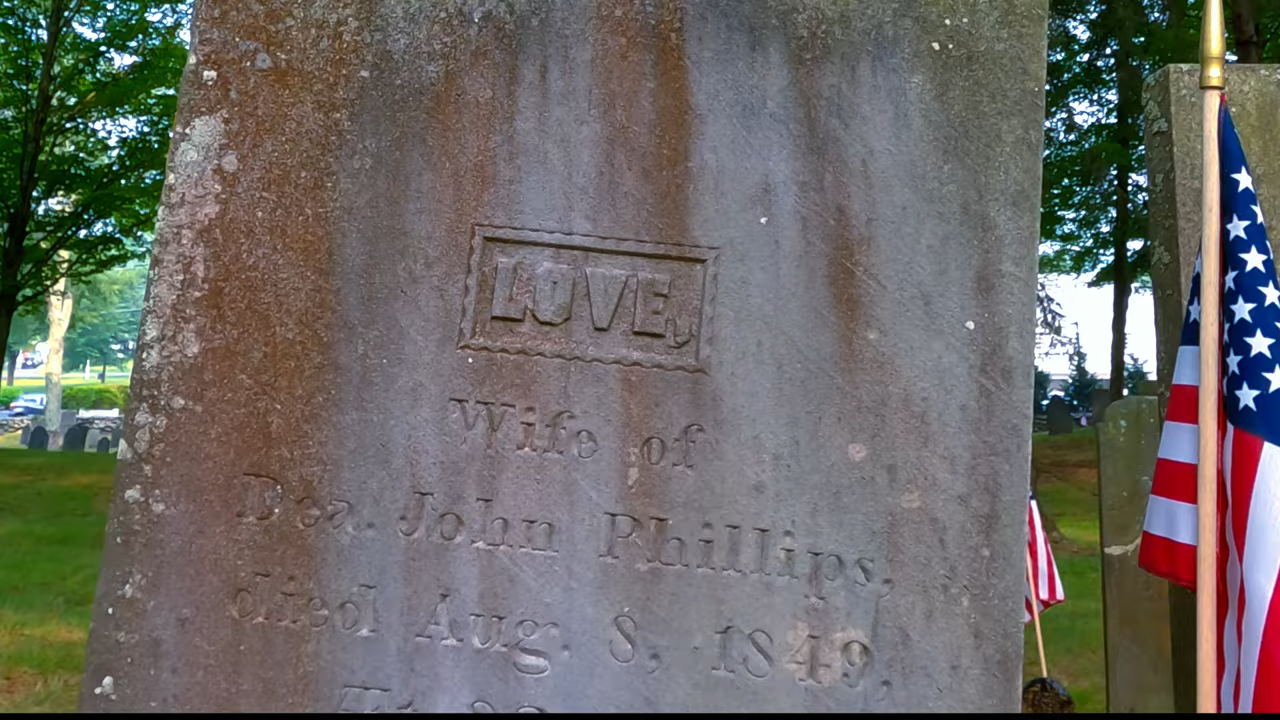 LOVE,
Wife of
Dea. John Phillips,
died Aug. 8, 1849,